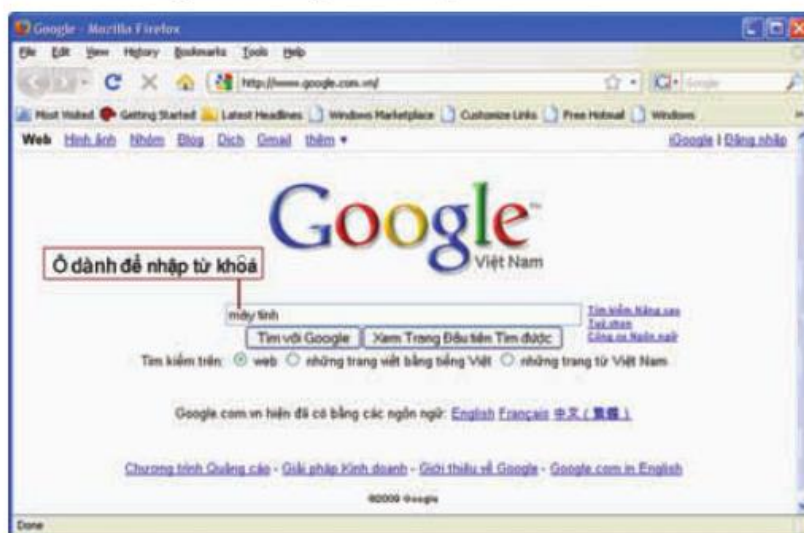 Google - Mozilla Firefox
File Edit View History Bookmarks Tools Help
http://www.google.com.vn/
Google
Most Visited Getting Started Latest Headlines Windows Marketplace Customize Links Free Hotmail Windows
Web Hình ảnh Nhóm Blog Dịch Gmail thêm ▼
iGoogle | Đăng nhập
Google™
Việt Nam
Ô dành để nhập từ khoá
máy tính
Tìm kiếm Nâng cao
Tuỳ chọn
Công cụ Ngôn ngữ
Tìm với Google Xem Trang Đầu tiên Tìm được
Tìm kiếm trên: web những trang viết bằng tiếng Việt những trang từ Việt Nam
Google.com.vn hiện đã có bằng các ngôn ngữ: English Français 中文 (繁體)
Chương trình Quảng cáo - Giải pháp Kinh doanh - Giới thiệu về Google - Google.com in English
©2009 Google
Done